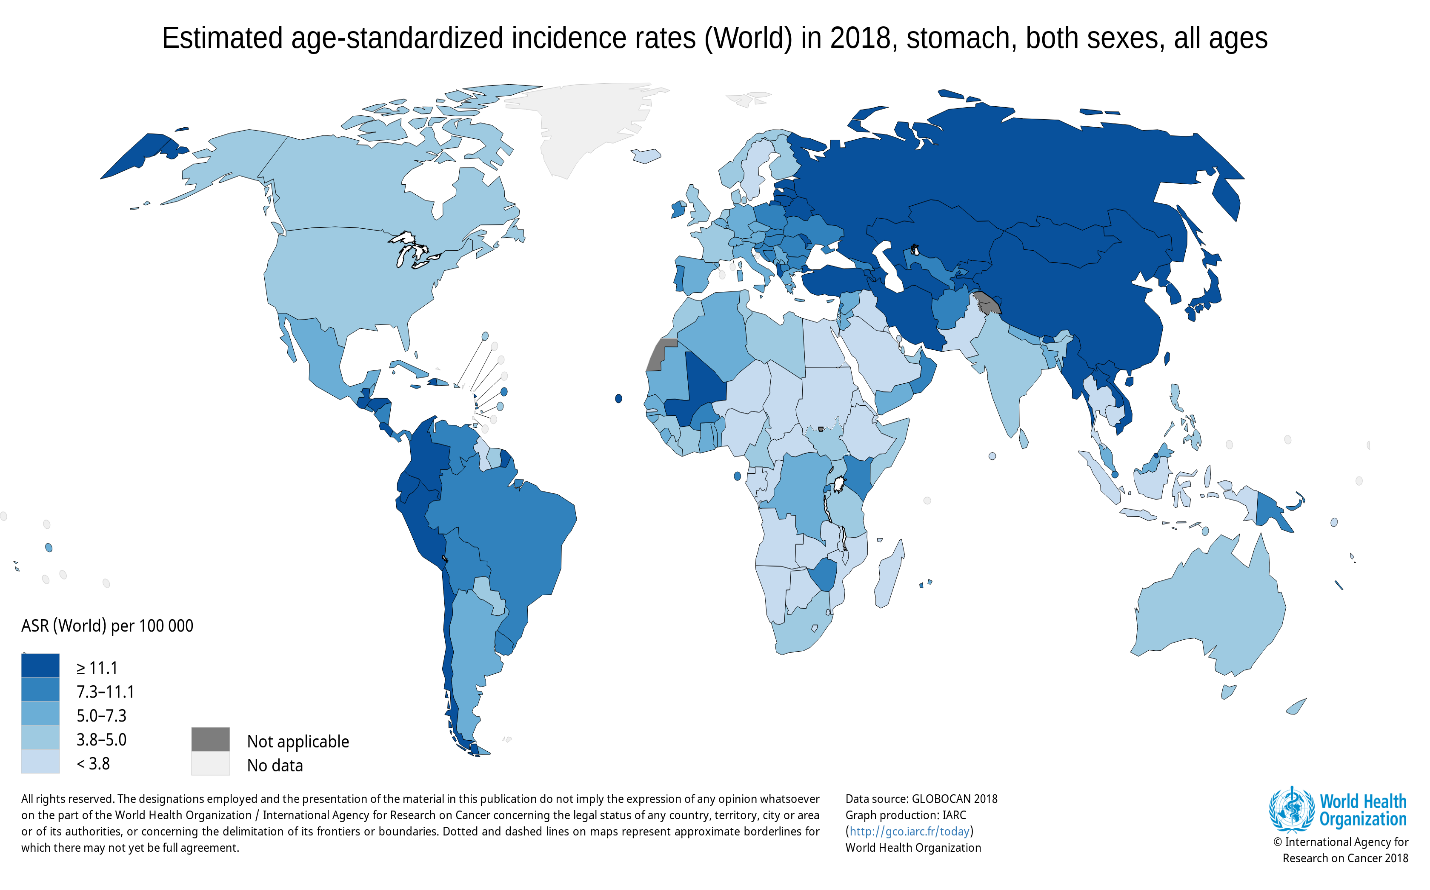 Estimated age-standardized incidence rates (World) in 2018, stomach, both sexes, all ages
ASR (World) per 100 000
≥ 11.1
7.3–11.1
5.0–7.3
3.8–5.0
< 3.8
Not applicable
No data
All rights reserved. The designations employed and the presentation of the material in this publication do not imply the expression of any opinion whatsoever
on the part of the World Health Organization / International Agency for Research on Cancer concerning the legal status of any country, territory, city or area
or of its authorities, or concerning the delimitation of its frontiers or boundaries. Dotted and dashed lines on maps represent approximate borderlines for
which there may not yet be full agreement.
Data source: GLOBOCAN 2018
Graph production: IARC
(http://gco.iarc.fr/today)
World Health Organization
World Health
Organization
© International Agency for
Research on Cancer 2018